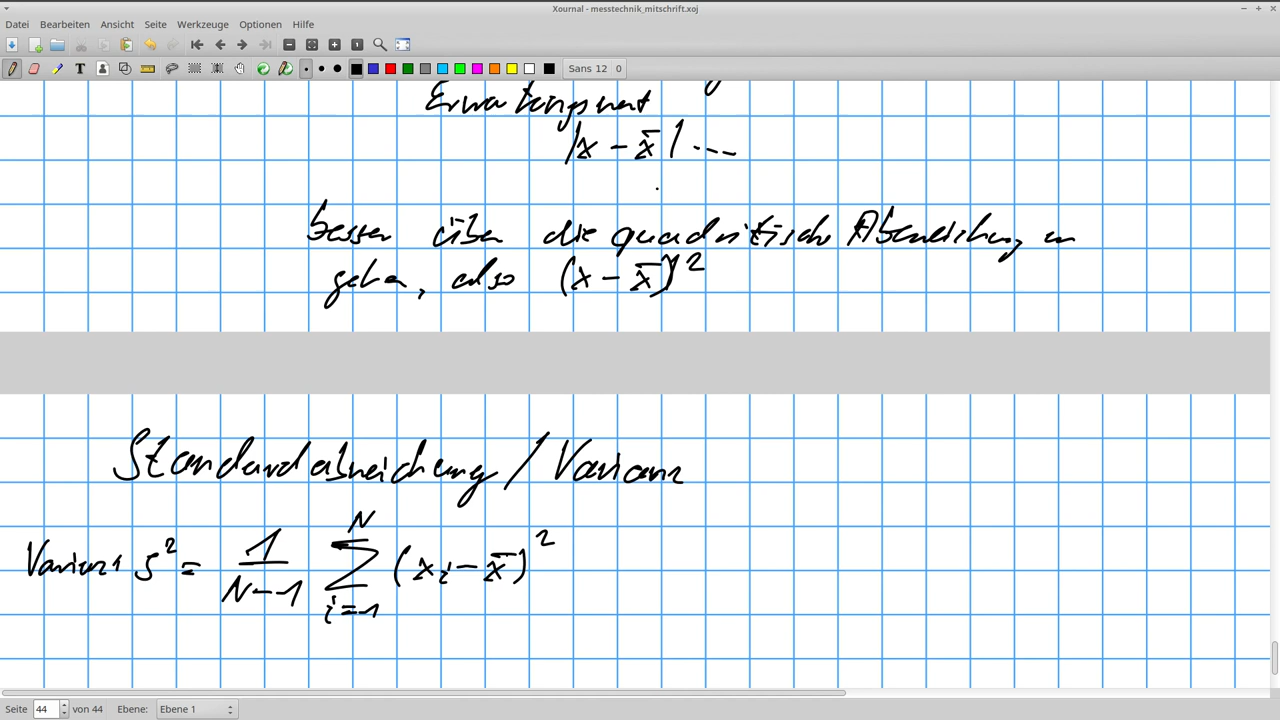 Xournal - messtechnik_mitschrift.xoj
Datei Bearbeiten Ansicht Seite Werkzeuge Optionen Hilfe
Sans 12 0
Erwartungswert
|x - x̄| ---
besser über die quadratische Abweichung zu
gehen, also (x - x̄)²
Standardabweichung / Varianz
Varianz s² = 1/(N-1) ∑_{i=1}^{N} (x_i - x̄)²
Seite 44 von 44 Ebene: Ebene 1